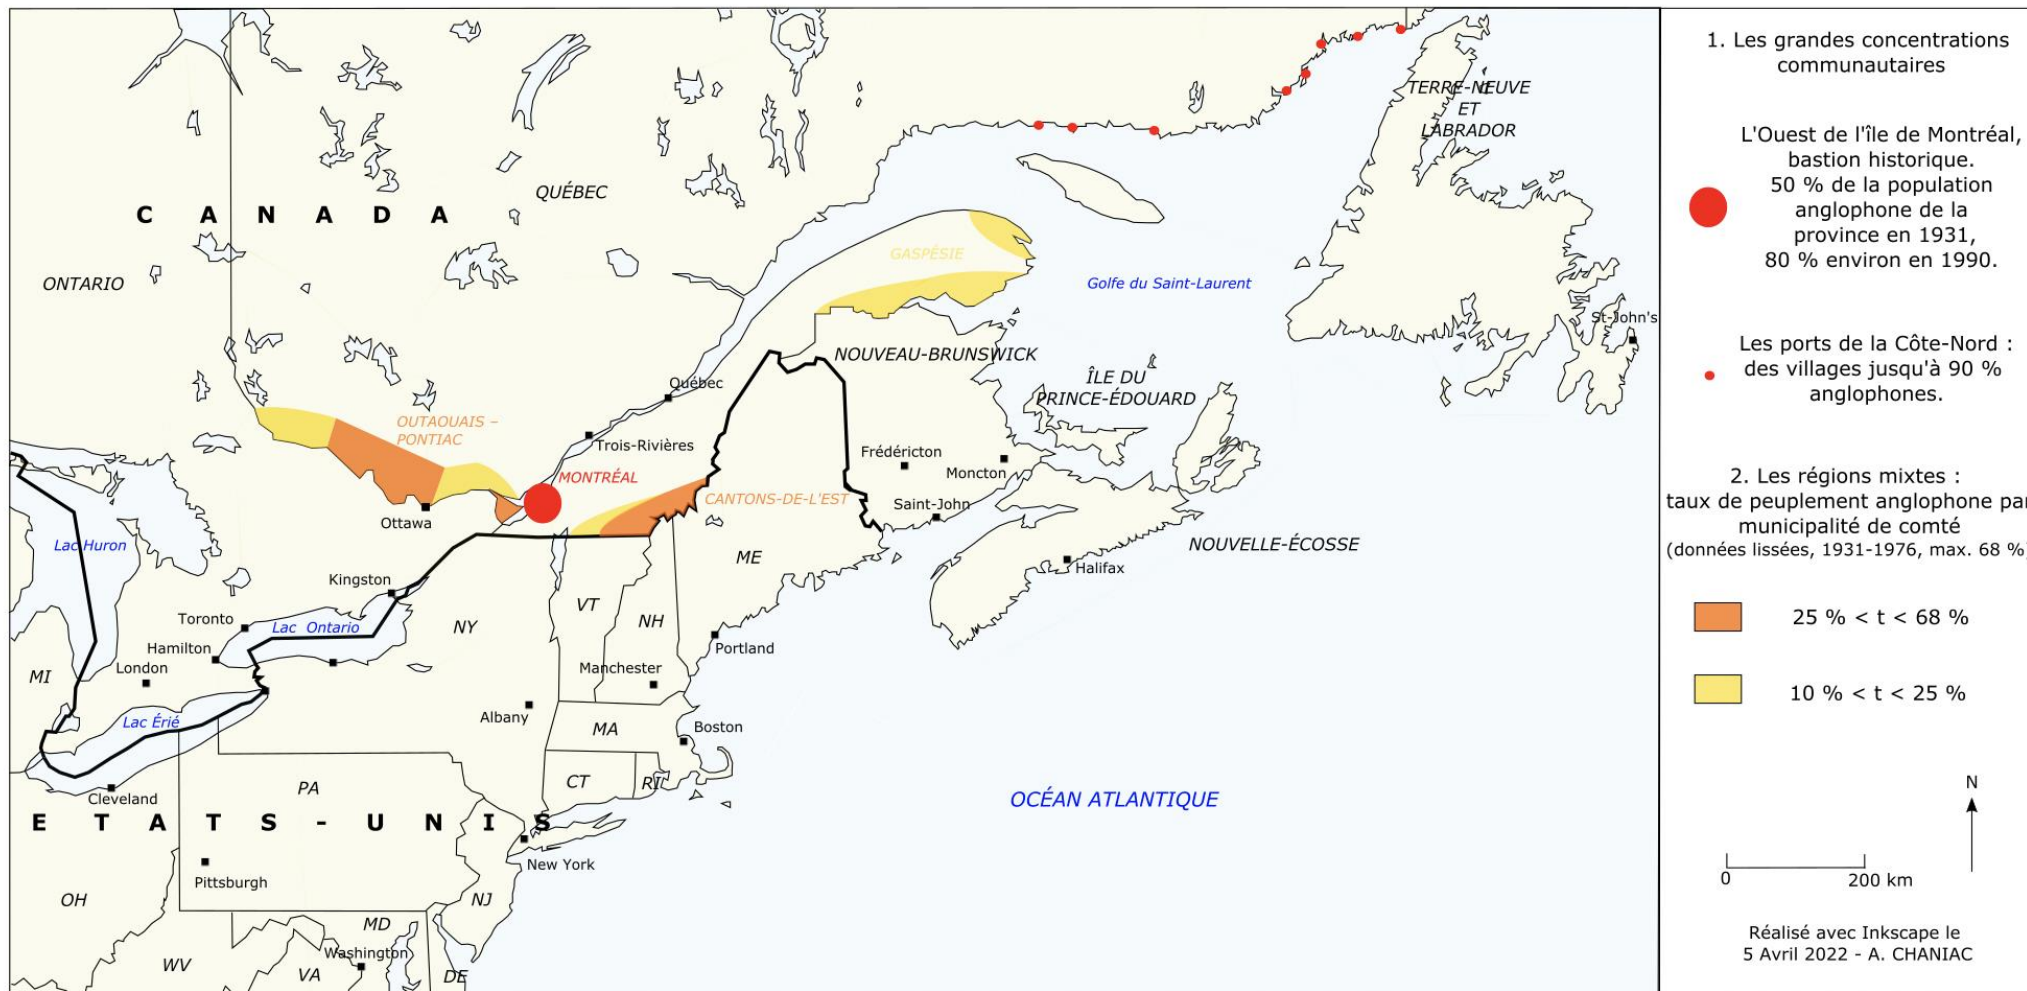 C A N A D A
QUÉBEC
ONTARIO
TERRE-NEUVE
ET
LABRADOR
GASPÉSIE
Golfe du Saint-Laurent
St-John's
NOUVEAU-BRUNSWICK
ÎLE DU
PRINCE-ÉDOUARD
Québec
OUTAOUAIS –
PONTIAC
Trois-Rivières
Frédéricton
Moncton
MONTRÉAL
CANTONS-DE-L'EST
Saint-John
Ottawa
Lac Huron
ME
NOUVELLE-ÉCOSSE
Halifax
Kingston
Toronto
Lac Ontario
NY
VT
NH
Hamilton
Portland
London
Manchester
MI
Lac Érié
Albany
MA
Boston
CT
RI
Cleveland
PA
OCÉAN ATLANTIQUE
E T A T S - U N I S
New York
Pittsburgh
OH
NJ
MD
Washington
WV
VA
DE
1. Les grandes concentrations
communautaires
L'Ouest de l'île de Montréal,
bastion historique.
50 % de la population
anglophone de la
province en 1931,
80 % environ en 1990.
Les ports de la Côte-Nord :
des villages jusqu'à 90 %
anglophones.
2. Les régions mixtes :
taux de peuplement anglophone par
municipalité de comté
(données lissées, 1931-1976, max. 68 %)
25 % < t < 68 %
10 % < t < 25 %
N
0 200 km
Réalisé avec Inkscape le
5 Avril 2022 - A. CHANIAC